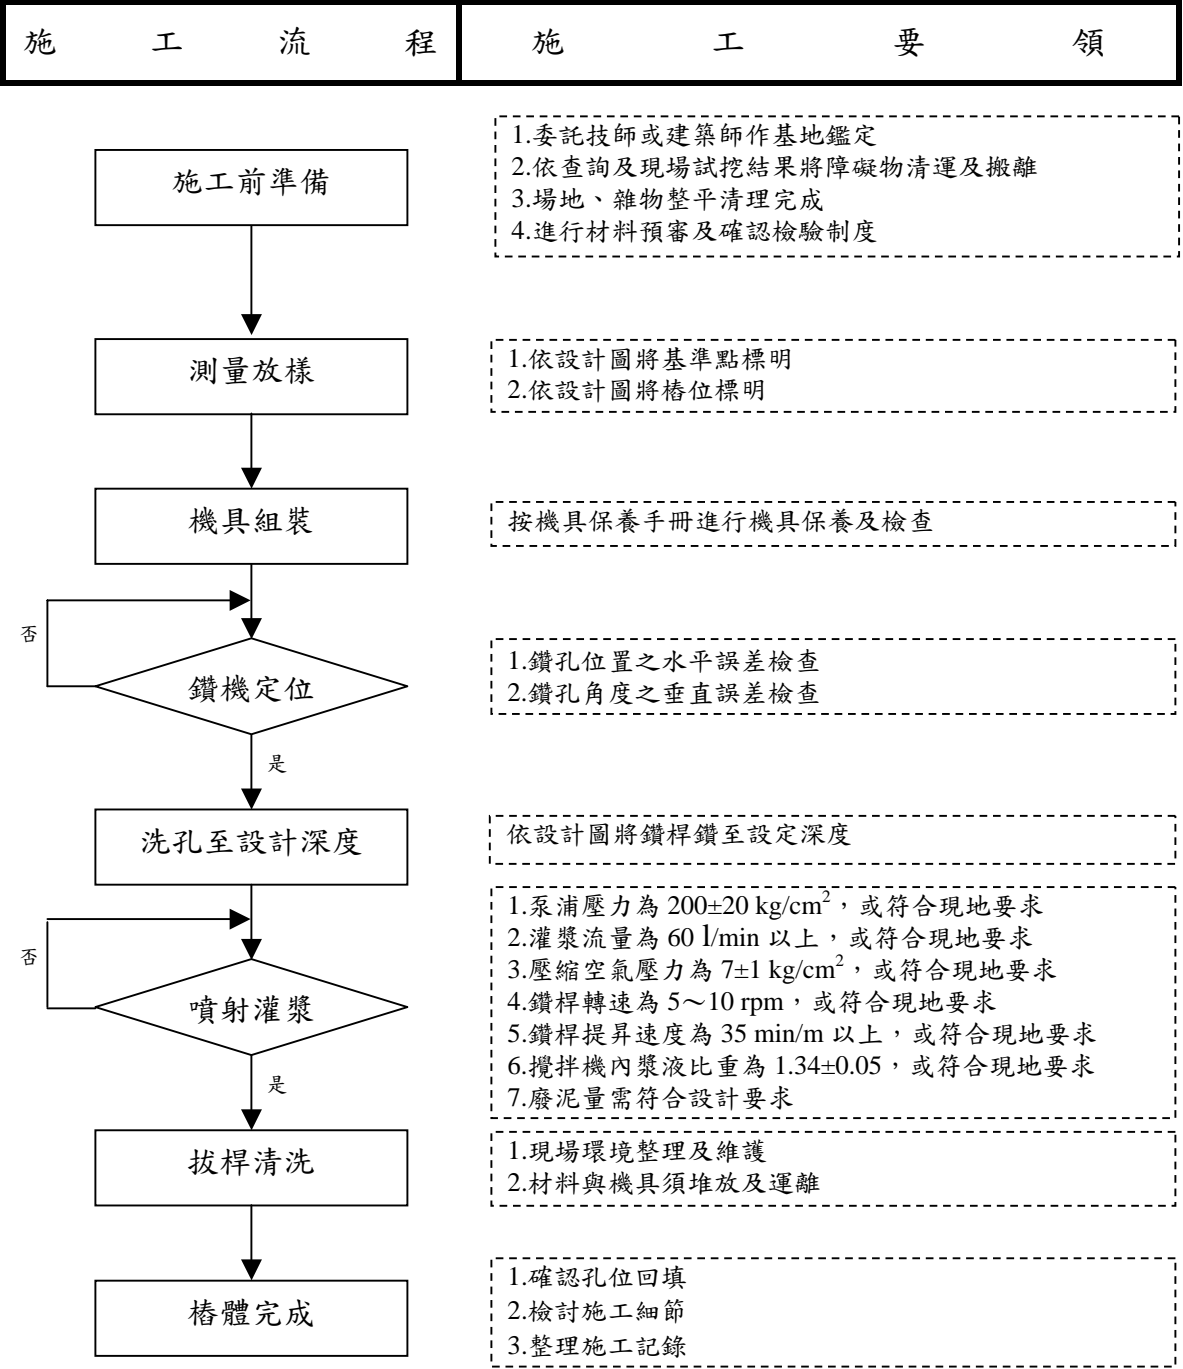 施工流程
施工要領
施工前準備
1.委託技師或建築師作基地鑑定
2.依查詢及現場試挖結果將障礙物清運及搬離
3.場地、雜物整平清理完成
4.進行材料預審及確認檢驗制度
測量放樣
1.依設計圖將基準點標明
2.依設計圖將樁位標明
機具組裝
按機具保養手冊進行機具保養及檢查
否
鑽機定位
1.鑽孔位置之水平誤差檢查
2.鑽孔角度之垂直誤差檢查
是
洗孔至設計深度
依設計圖將鑽桿鑽至設定深度
否
噴射灌漿
1.泵浦壓力為 200±20 kg/cm²，或符合現地要求
2.灌漿流量為 60 l/min 以上，或符合現地要求
3.壓縮空氣壓力為 7±1 kg/cm²，或符合現地要求
4.鑽桿轉速為 5～10 rpm，或符合現地要求
5.鑽桿提昇速度為 35 min/m 以上，或符合現地要求
6.攪拌機內漿液比重為 1.34±0.05，或符合現地要求
7.廢泥量需符合設計要求
是
拔桿清洗
1.現場環境整理及維護
2.材料與機具須堆放及運離
樁體完成
1.確認孔位回填
2.檢討施工細節
3.整理施工記錄